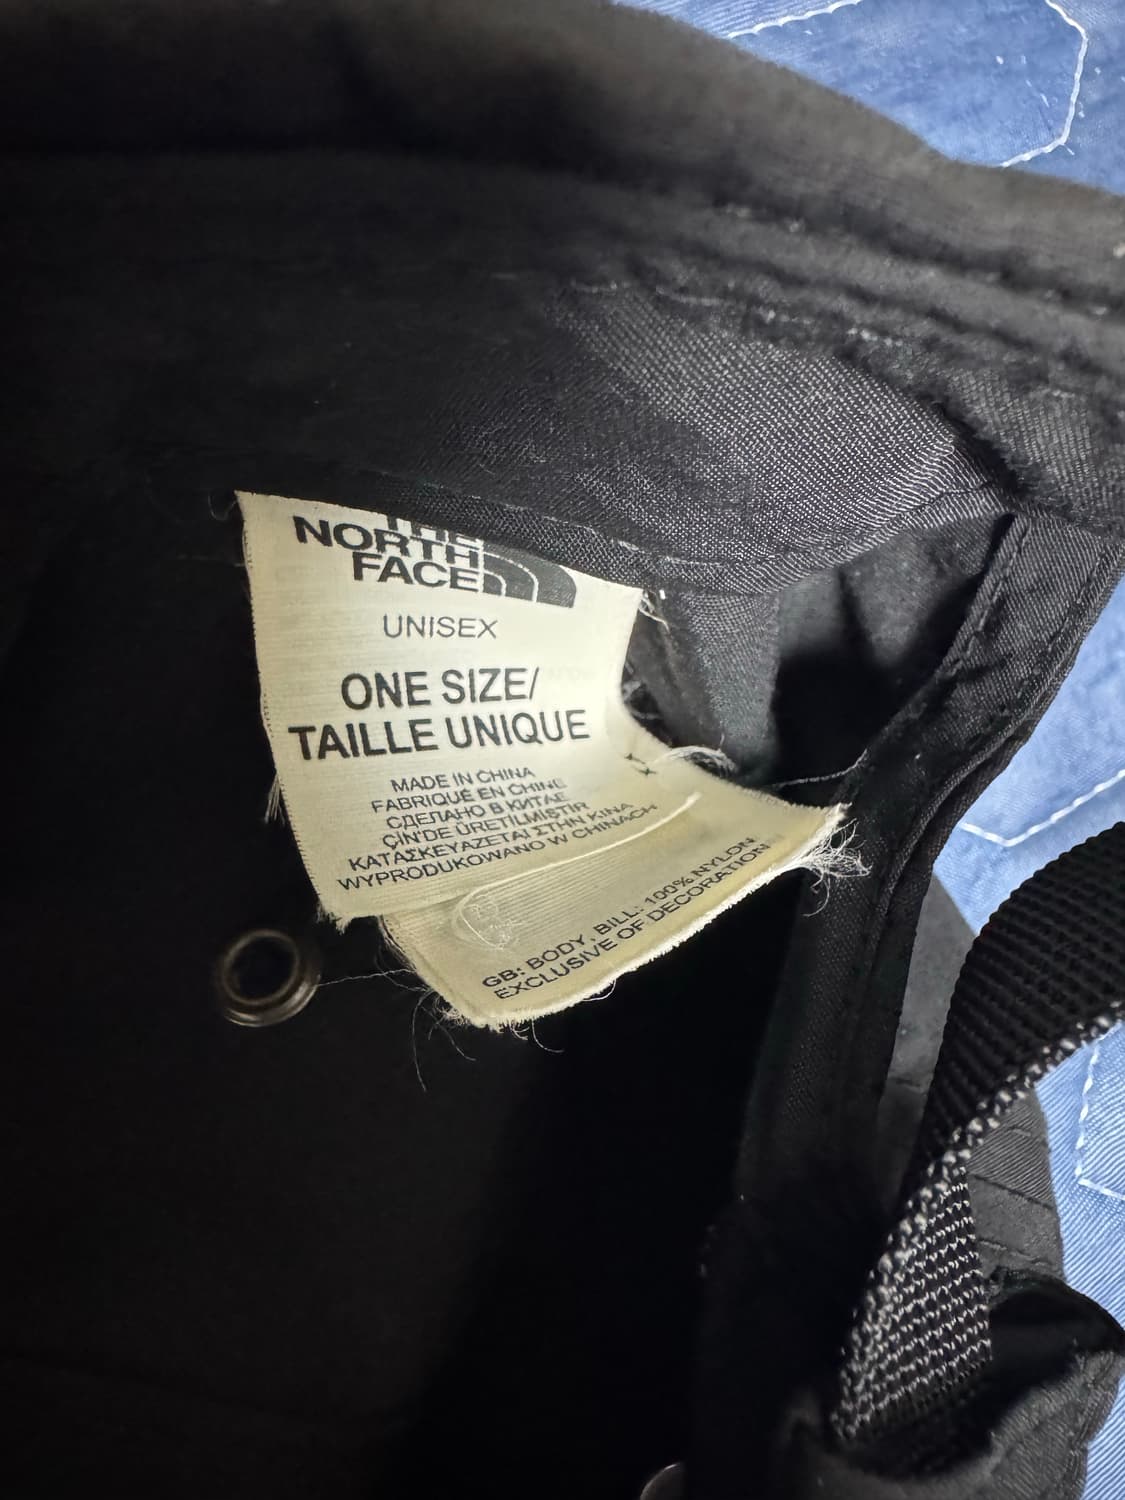 THE
NORTH
FACE
UNISEX
ONE SIZE/
TAILLE UNIQUE
MADE IN CHINA
FABRIQUÉ EN CHINE
СДЕЛАНО В КИТАЕ
ÇİN'DE ÜRETİLMİŞTİR
ΚΑΤΑΣΚΕΥΑΖΕΤΑΙ ΣΤΗΝ ΚΙΝΑ
WYPRODUKOWANO W CHINACH
GB: BODY, BILL: 100% NYLON
EXCLUSIVE OF DECORATION